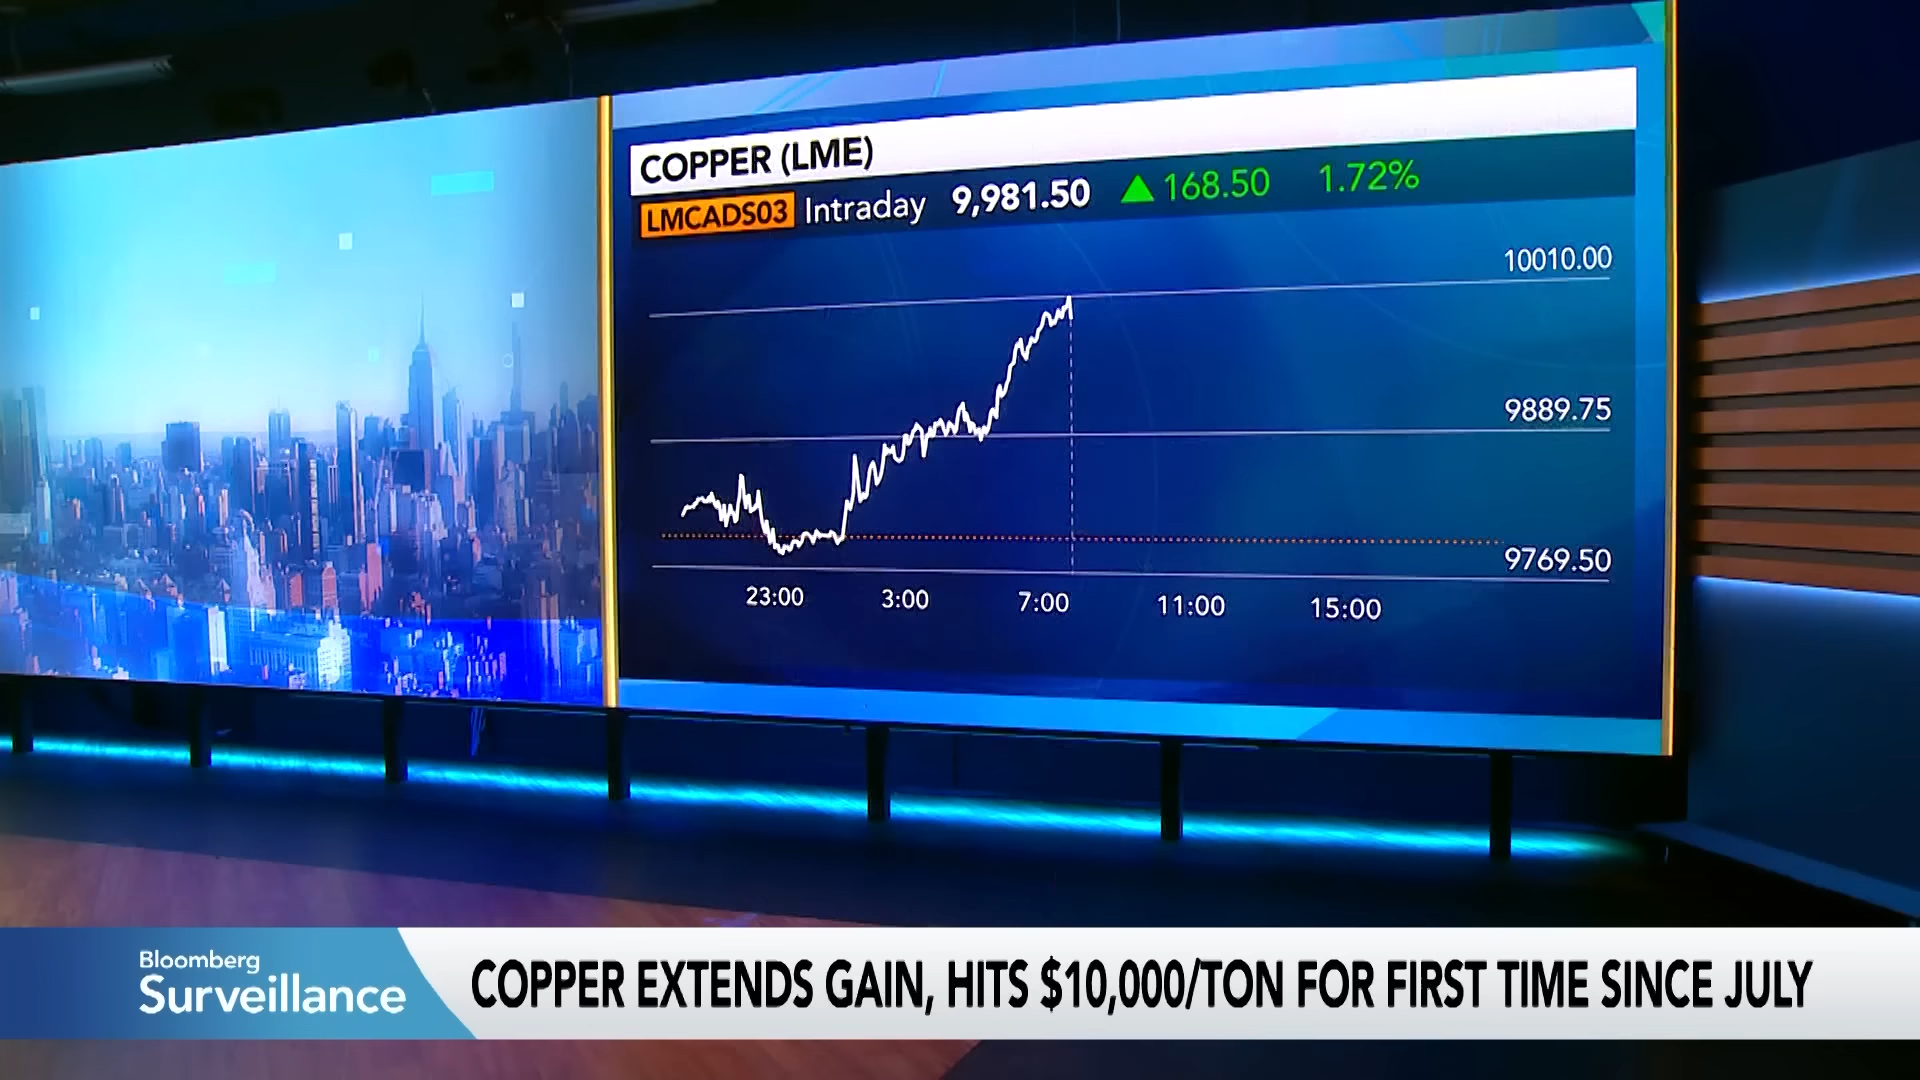 COPPER (LME)
LMCADS03 Intraday 9,981.50 ▲168.50 1.72%
10010.00
9889.75
9769.50
23:00 3:00 7:00 11:00 15:00
Bloomberg
Surveillance
COPPER EXTENDS GAIN, HITS $10,000/TON FOR FIRST TIME SINCE JULY